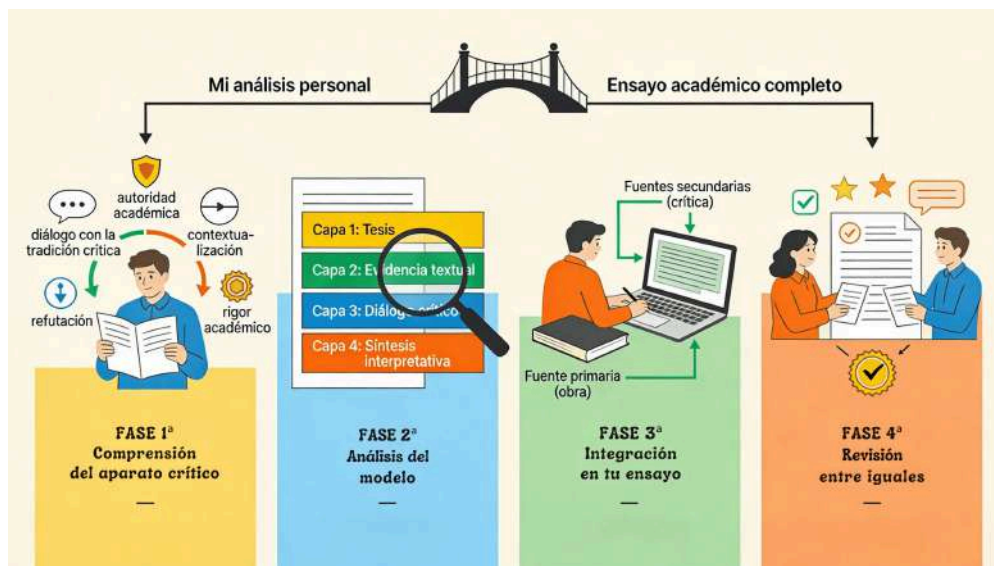 Mi análisis personal
Ensayo académico completo
autoridad
académica
diálogo con la
tradición crítica
contextua-
lización
refutación
rigor
académico
Capa 1: Tesis
Capa 2: Evidencia textual
Capa 3: Diálogo crítico
Capa 4: Síntesis
interpretativa
Fuentes secundarias
(crítica)
Fuente primaria
(obra)
FASE 1ª
Comprensión
del aparato crítico
FASE 2ª
Análisis del
modelo
FASE 3ª
Integración
en tu ensayo
FASE 4ª
Revisión
entre iguales